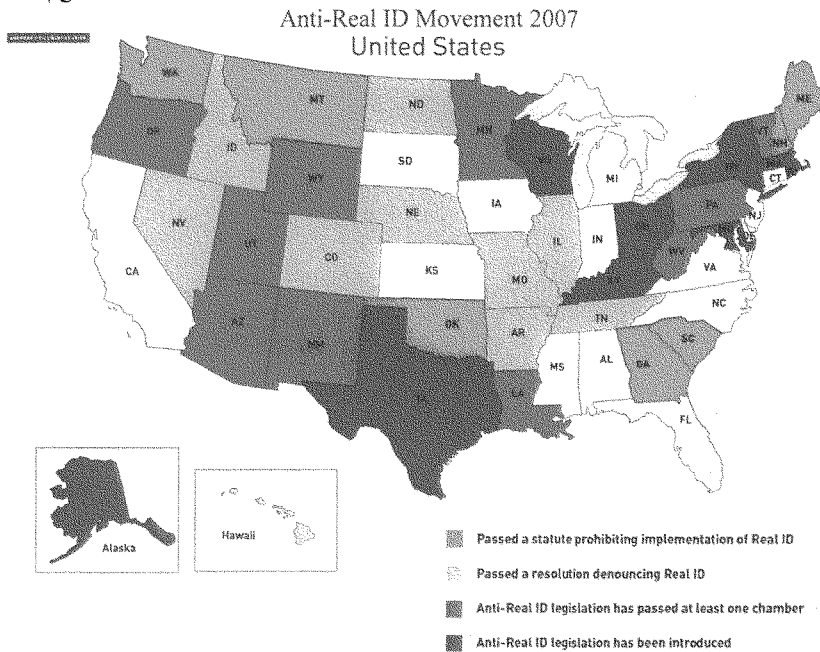 Anti-Real ID Movement 2007
United States
WA
MT
ND
MN
OR
ID
WY
SD
WI
MI
ME
VT
NH
CT
NV
UT
CO
NE
IA
IL
IN
PA
NJ
WV
VA
CA
KS
MO
NC
TN
AZ
NM
OK
AR
SC
GA
MS
AL
LA
FL
Alaska
Hawaii
Passed a statute prohibiting implementation of Real ID
Passed a resolution denouncing Real ID
Anti-Real ID legislation has passed at least one chamber
Anti-Real ID legislation has been introduced